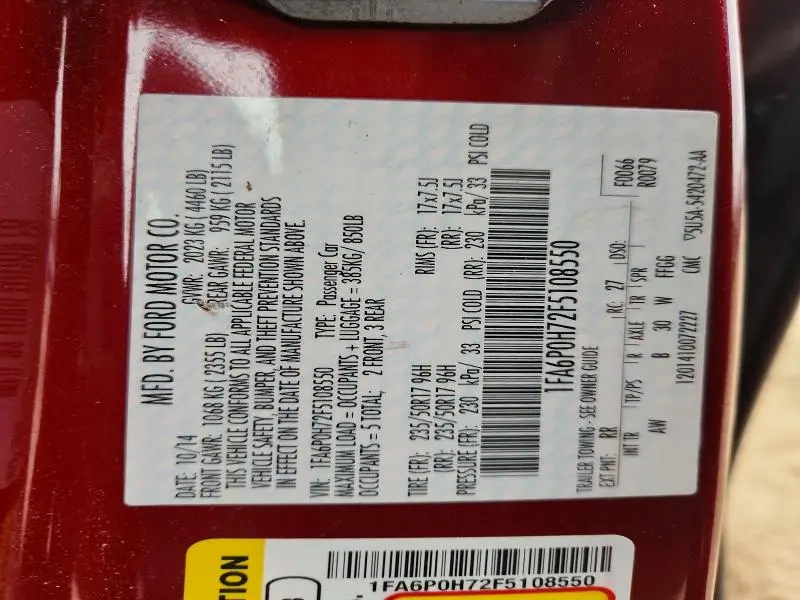 MFD. BY FORD MOTOR CO.
DATE: 10/14 GVWR: 2023 KG (4460 LB)
FRONT GAWR: 1068 KG (2355 LB) REAR GAWR: 959 KG (2115 LB)
THIS VEHICLE CONFORMS TO ALL APPLICABLE FEDERAL MOTOR
VEHICLE SAFETY, BUMPER, AND THEFT PREVENTION STANDARDS
IN EFFECT ON THE DATE OF MANUFACTURE SHOWN ABOVE.
VIN: 1FA6P0H72F5108550 TYPE: Passenger Car
MAXIMUM LOAD = OCCUPANTS + LUGGAGE = 385KG / 850LB
OCCUPANTS = 5 TOTAL; 2 FRONT, 3 REAR
TIRE (FR): 235/50R17 96H RIMS (FR): 17x7.5J
(RR): 235/50R17 96H (RR): 17x7.5J
PRESSURE (FR): 230 kPa/ 33 PSI COLD (RR): 230 kPa/ 33 PSI COLD
1FA6P0H72F5108550
F0066
R0079
TRAILER TOWING - SEE OWNER GUIDE
EXT PNT: RR RC: 27 DSO:
INT TR TP/PS R AXLE TR SPR
AW B 30 W FFGG
1201410072227 CMC ▽5U5A-5420472-AA
TION
1FA6P0H72F5108550